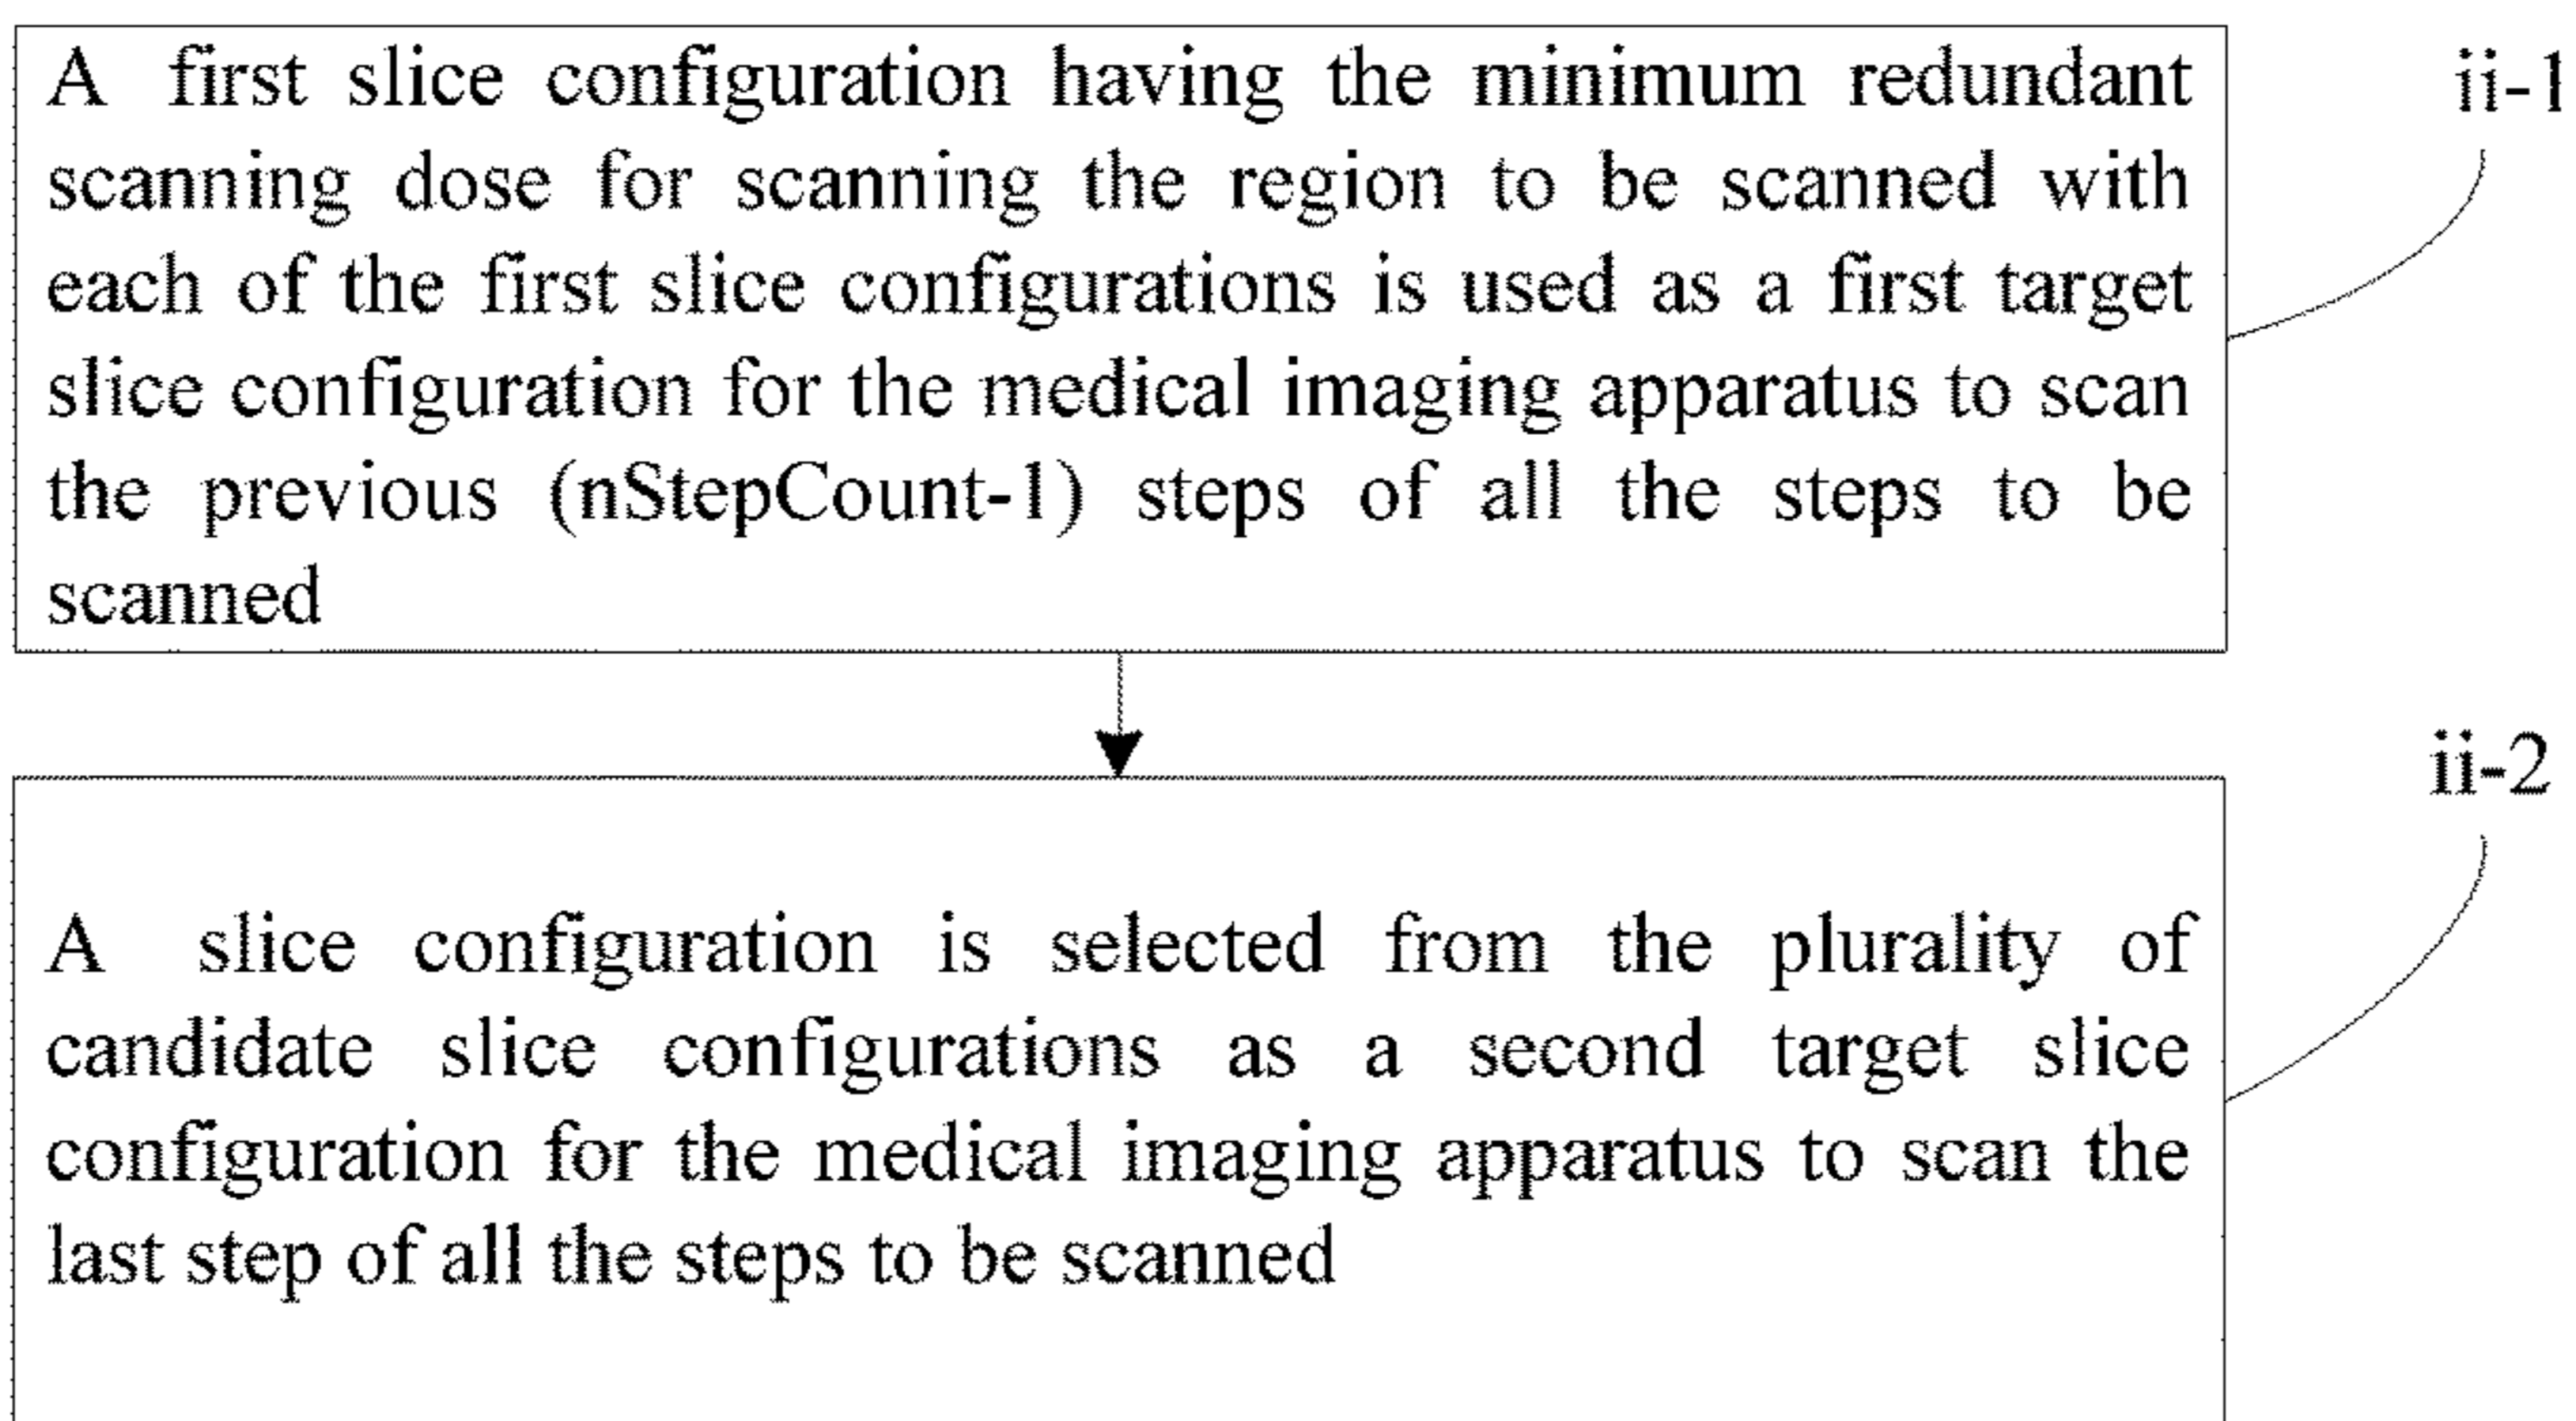 A first slice configuration having the minimum redundant
scanning dose for scanning the region to be scanned with
each of the first slice configurations is used as a first target
slice configuration for the medical imaging apparatus to scan
the previous (nStepCount-1) steps of all the steps to be
scanned
ii-1
A slice configuration is selected from the plurality of
candidate slice configurations as a second target slice
configuration for the medical imaging apparatus to scan the
last step of all the steps to be scanned
ii-2